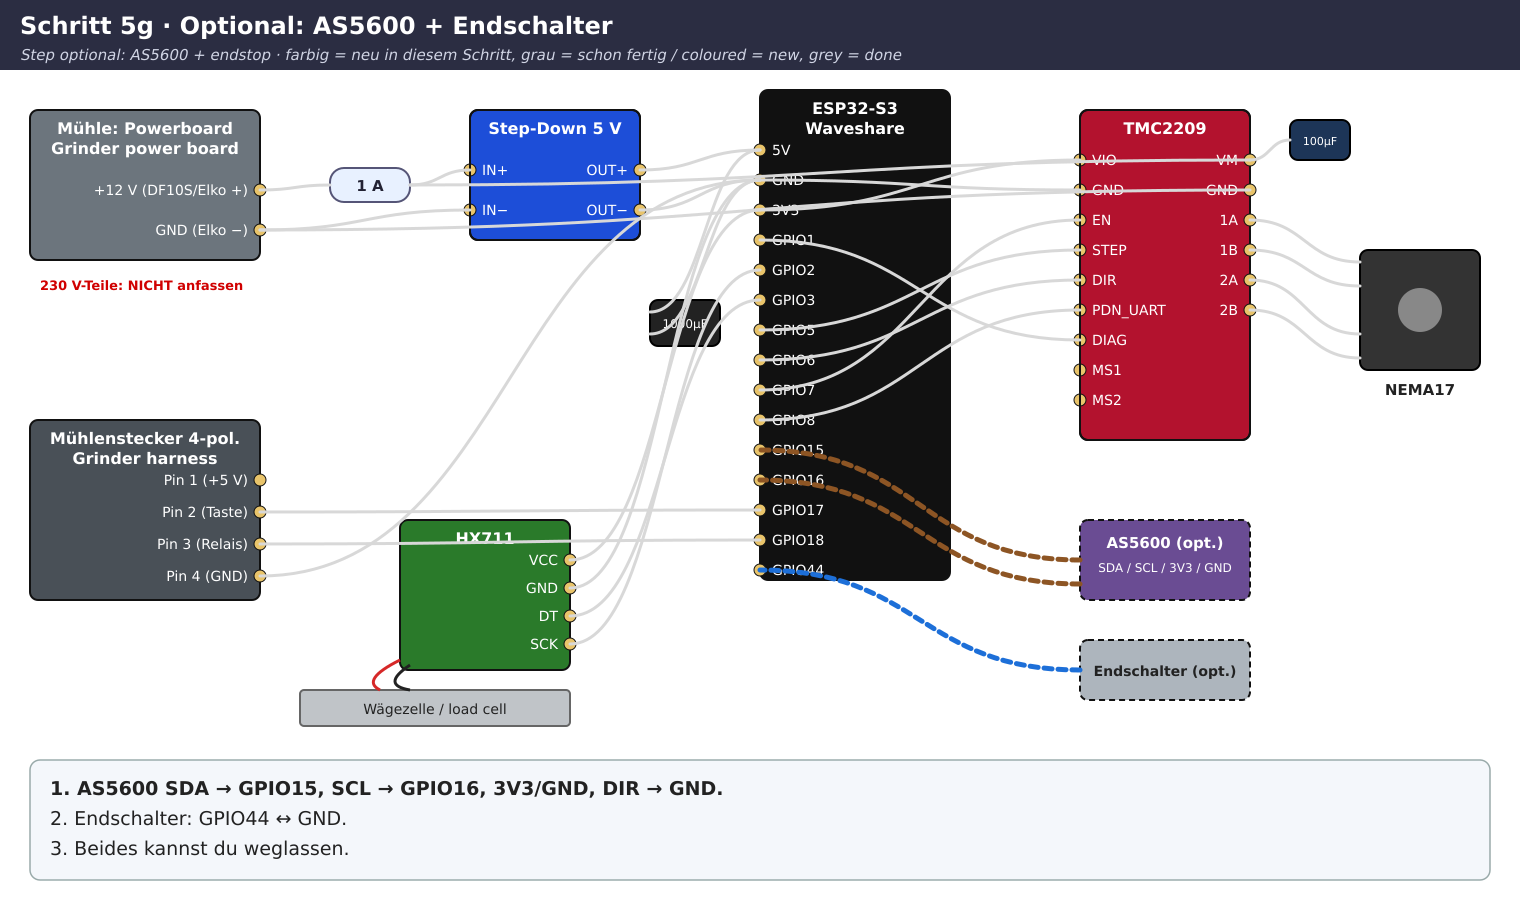 Schritt 5g · Optional: AS5600 + Endschalter
Step optional: AS5600 + endstop · farbig = neu in diesem Schritt, grau = schon fertig / coloured = new, grey = done
Mühle: Powerboard
Grinder power board
+12 V (DF10S/Elko +)
GND (Elko −)
230 V-Teile: NICHT anfassen
1 A
Step-Down 5 V
IN+
OUT+
IN−
OUT−
1000µF
ESP32-S3
Waveshare
5V
GND
3V3
GPIO1
GPIO2
GPIO3
GPIO5
GPIO6
GPIO7
GPIO8
GPIO15
GPIO16
GPIO17
GPIO18
GPIO44
TMC2209
VIO
VM
GND
GND
EN
1A
STEP
1B
DIR
2A
PDN_UART
2B
DIAG
MS1
MS2
100µF
NEMA17
Mühlenstecker 4-pol.
Grinder harness
Pin 1 (+5 V)
Pin 2 (Taste)
Pin 3 (Relais)
Pin 4 (GND)
HX711
VCC
GND
DT
SCK
Wägezelle / load cell
AS5600 (opt.)
SDA / SCL / 3V3 / GND
Endschalter (opt.)
1. AS5600 SDA → GPIO15, SCL → GPIO16, 3V3/GND, DIR → GND.
2. Endschalter: GPIO44 ↔ GND.
3. Beides kannst du weglassen.